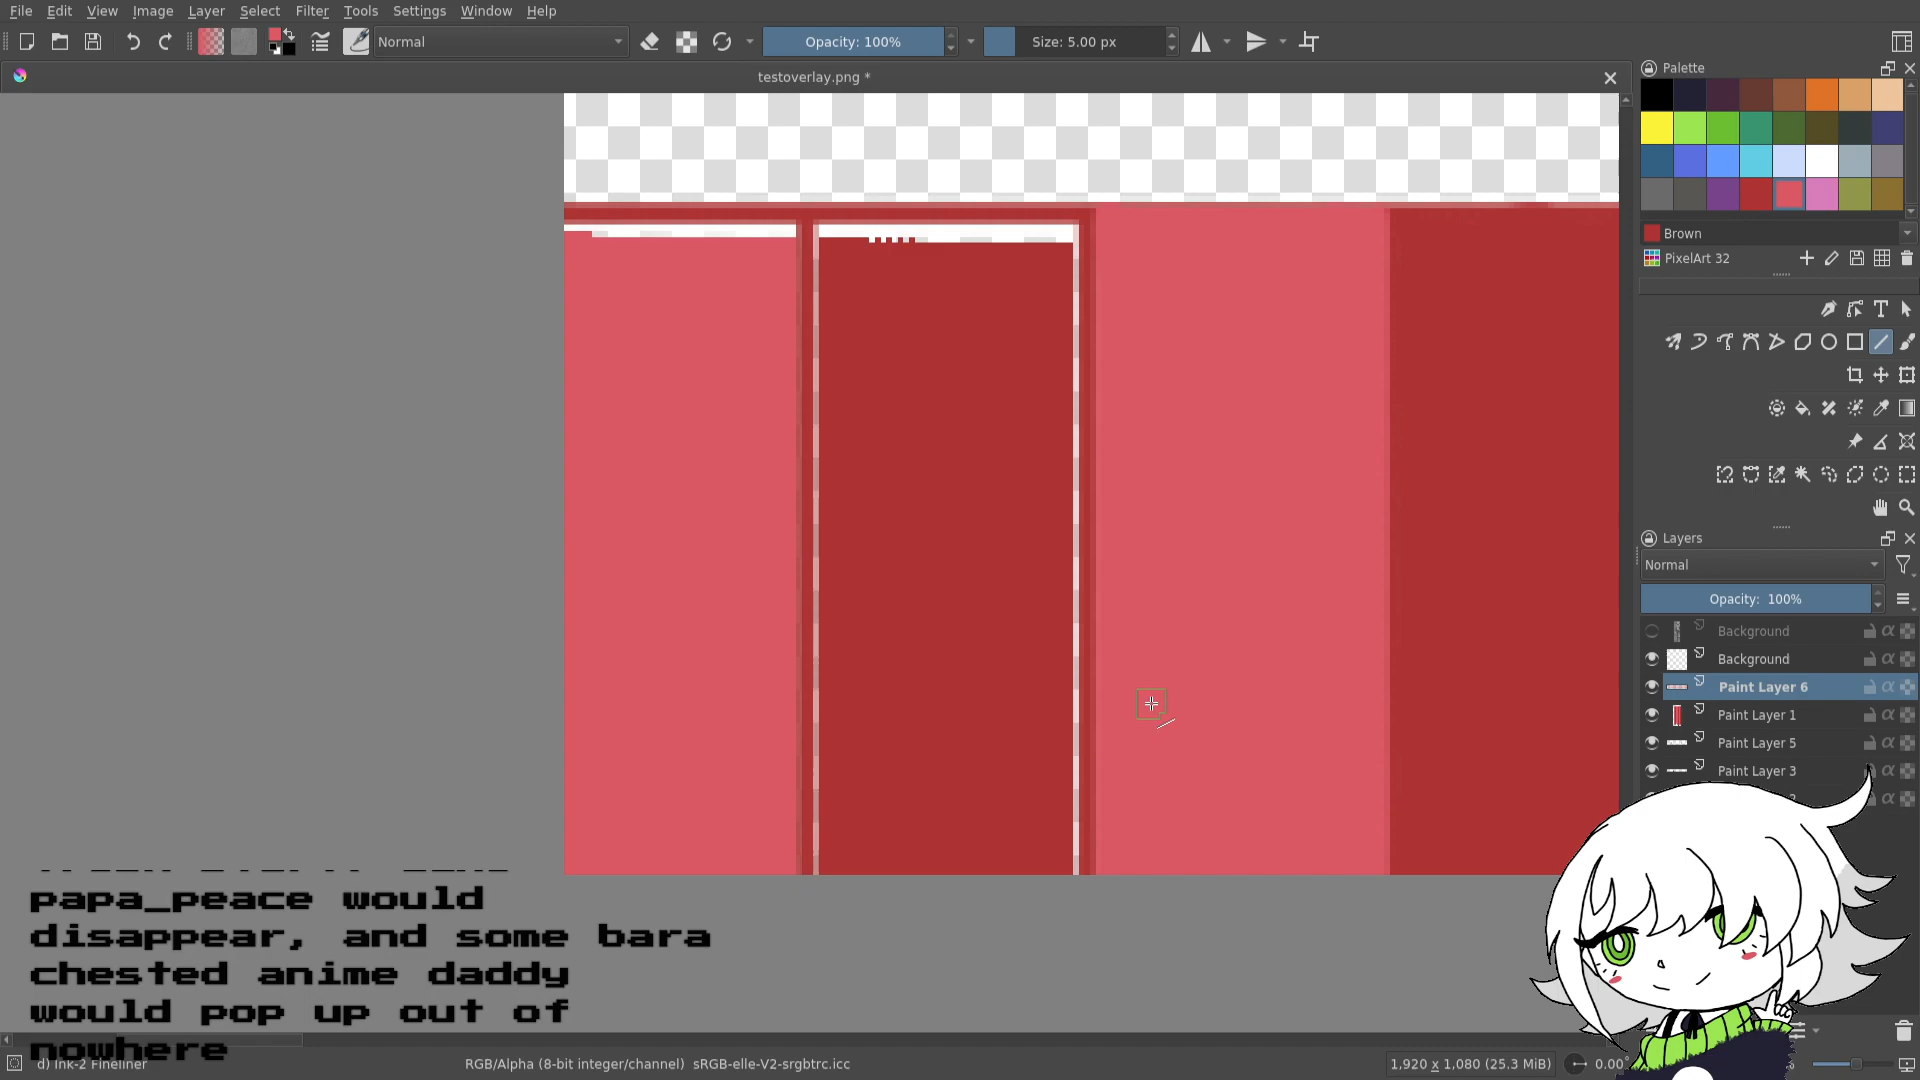 File Edit View Image Layer Select Filter Tools Settings Window Help
Normal
Opacity: 100%
Size: 5.00 px
testoverlay.png *
Palette
Brown
PixelArt 32
Layers
Normal
Opacity: 100%
Background
Background
Paint Layer 6
Paint Layer 1
Paint Layer 5
Paint Layer 3
papa_peace would
disappear, and some bara
chested anime daddy
would pop up out of
nowhere
d) Ink-2 Fineliner
RGB/Alpha (8-bit integer/channel) sRGB-elle-V2-srgbtrc.icc
1,920 x 1,080 (25.3 MiB)
0.00°